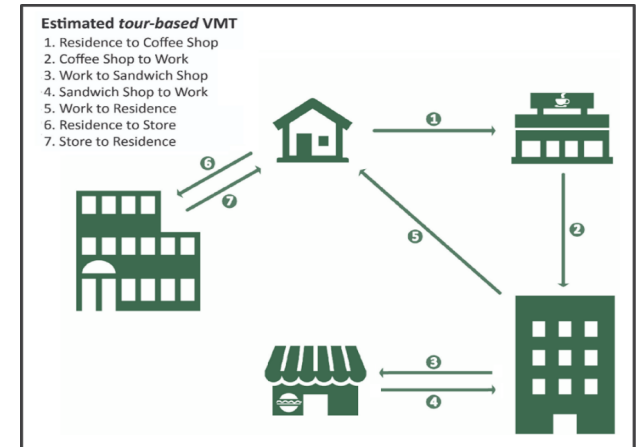 Estimated tour-based VMT
1. Residence to Coffee Shop
2. Coffee Shop to Work
3. Work to Sandwich Shop
4. Sandwich Shop to Work
5. Work to Residence
6. Residence to Store
7. Store to Residence
1
6
7
5
2
3
4